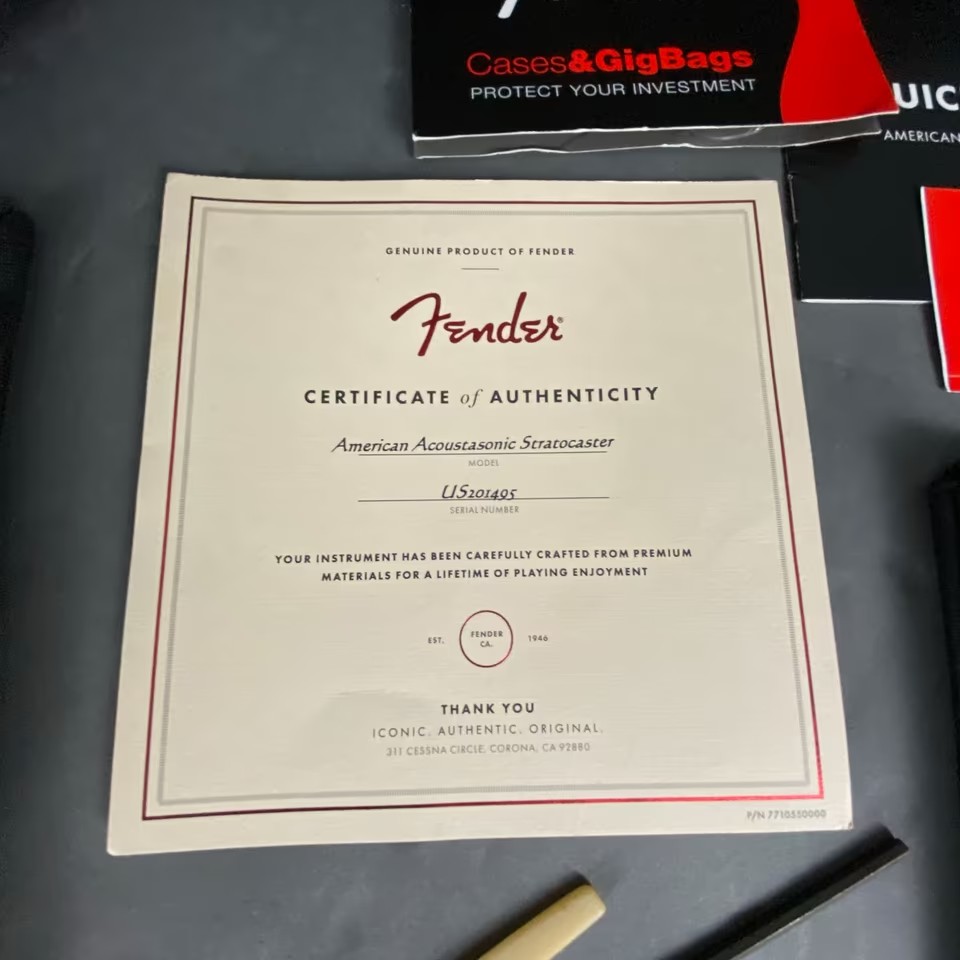 Cases&GigBags
PROTECT YOUR INVESTMENT
AMERICAN
GENUINE PRODUCT OF FENDER
Fender®
CERTIFICATE of AUTHENTICITY
American Acoustasonic Stratocaster
MODEL
US201495
SERIAL NUMBER
YOUR INSTRUMENT HAS BEEN CAREFULLY CRAFTED FROM PREMIUM
MATERIALS FOR A LIFETIME OF PLAYING ENJOYMENT
EST. FENDER CA. 1946
THANK YOU
ICONIC. AUTHENTIC. ORIGINAL.
311 CESSNA CIRCLE, CORONA, CA 92880
P/N 7710550000